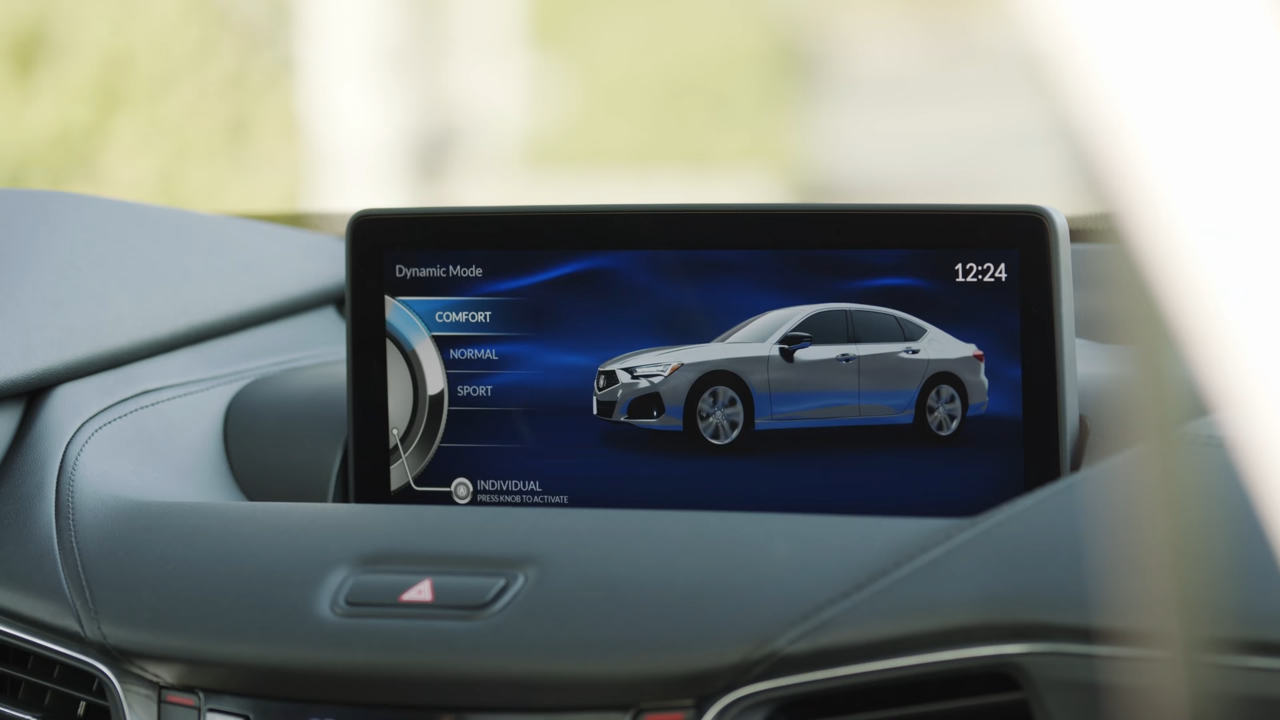 Dynamic Mode
12:24
COMFORT
NORMAL
SPORT
INDIVIDUAL
PRESS KNOB TO ACTIVATE